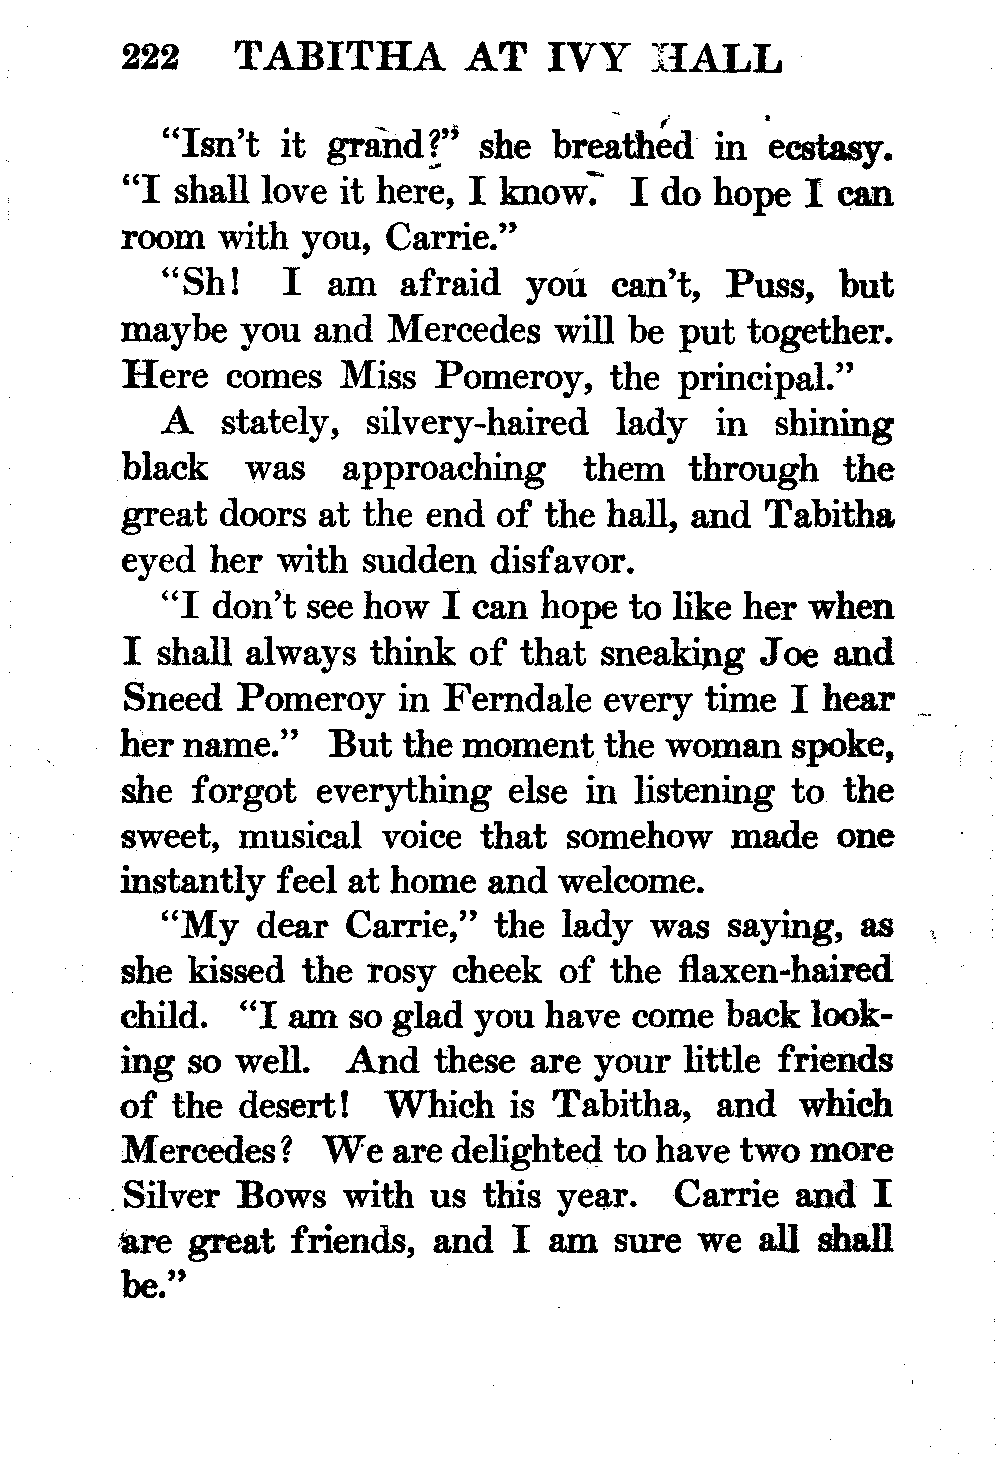 222 TABITHA AT IVY HALL
“Isn’t it grand?” she breathed in ecstasy.
“I shall love it here, I know. I do hope I can
room with you, Carrie.”
“Sh! I am afraid you can’t, Puss, but
maybe you and Mercedes will be put together.
Here comes Miss Pomeroy, the principal.”
A stately, silvery-haired lady in shining
black was approaching them through the
great doors at the end of the hall, and Tabitha
eyed her with sudden disfavor.
“I don’t see how I can hope to like her when
I shall always think of that sneaking Joe and
Sneed Pomeroy in Ferndale every time I hear
her name.” But the moment the woman spoke,
she forgot everything else in listening to the
sweet, musical voice that somehow made one
instantly feel at home and welcome.
“My dear Carrie,” the lady was saying, as
she kissed the rosy cheek of the flaxen-haired
child. “I am so glad you have come back look-
ing so well. And these are your little friends
of the desert! Which is Tabitha, and which
Mercedes? We are delighted to have two more
Silver Bows with us this year. Carrie and I
are great friends, and I am sure we all shall
be.”